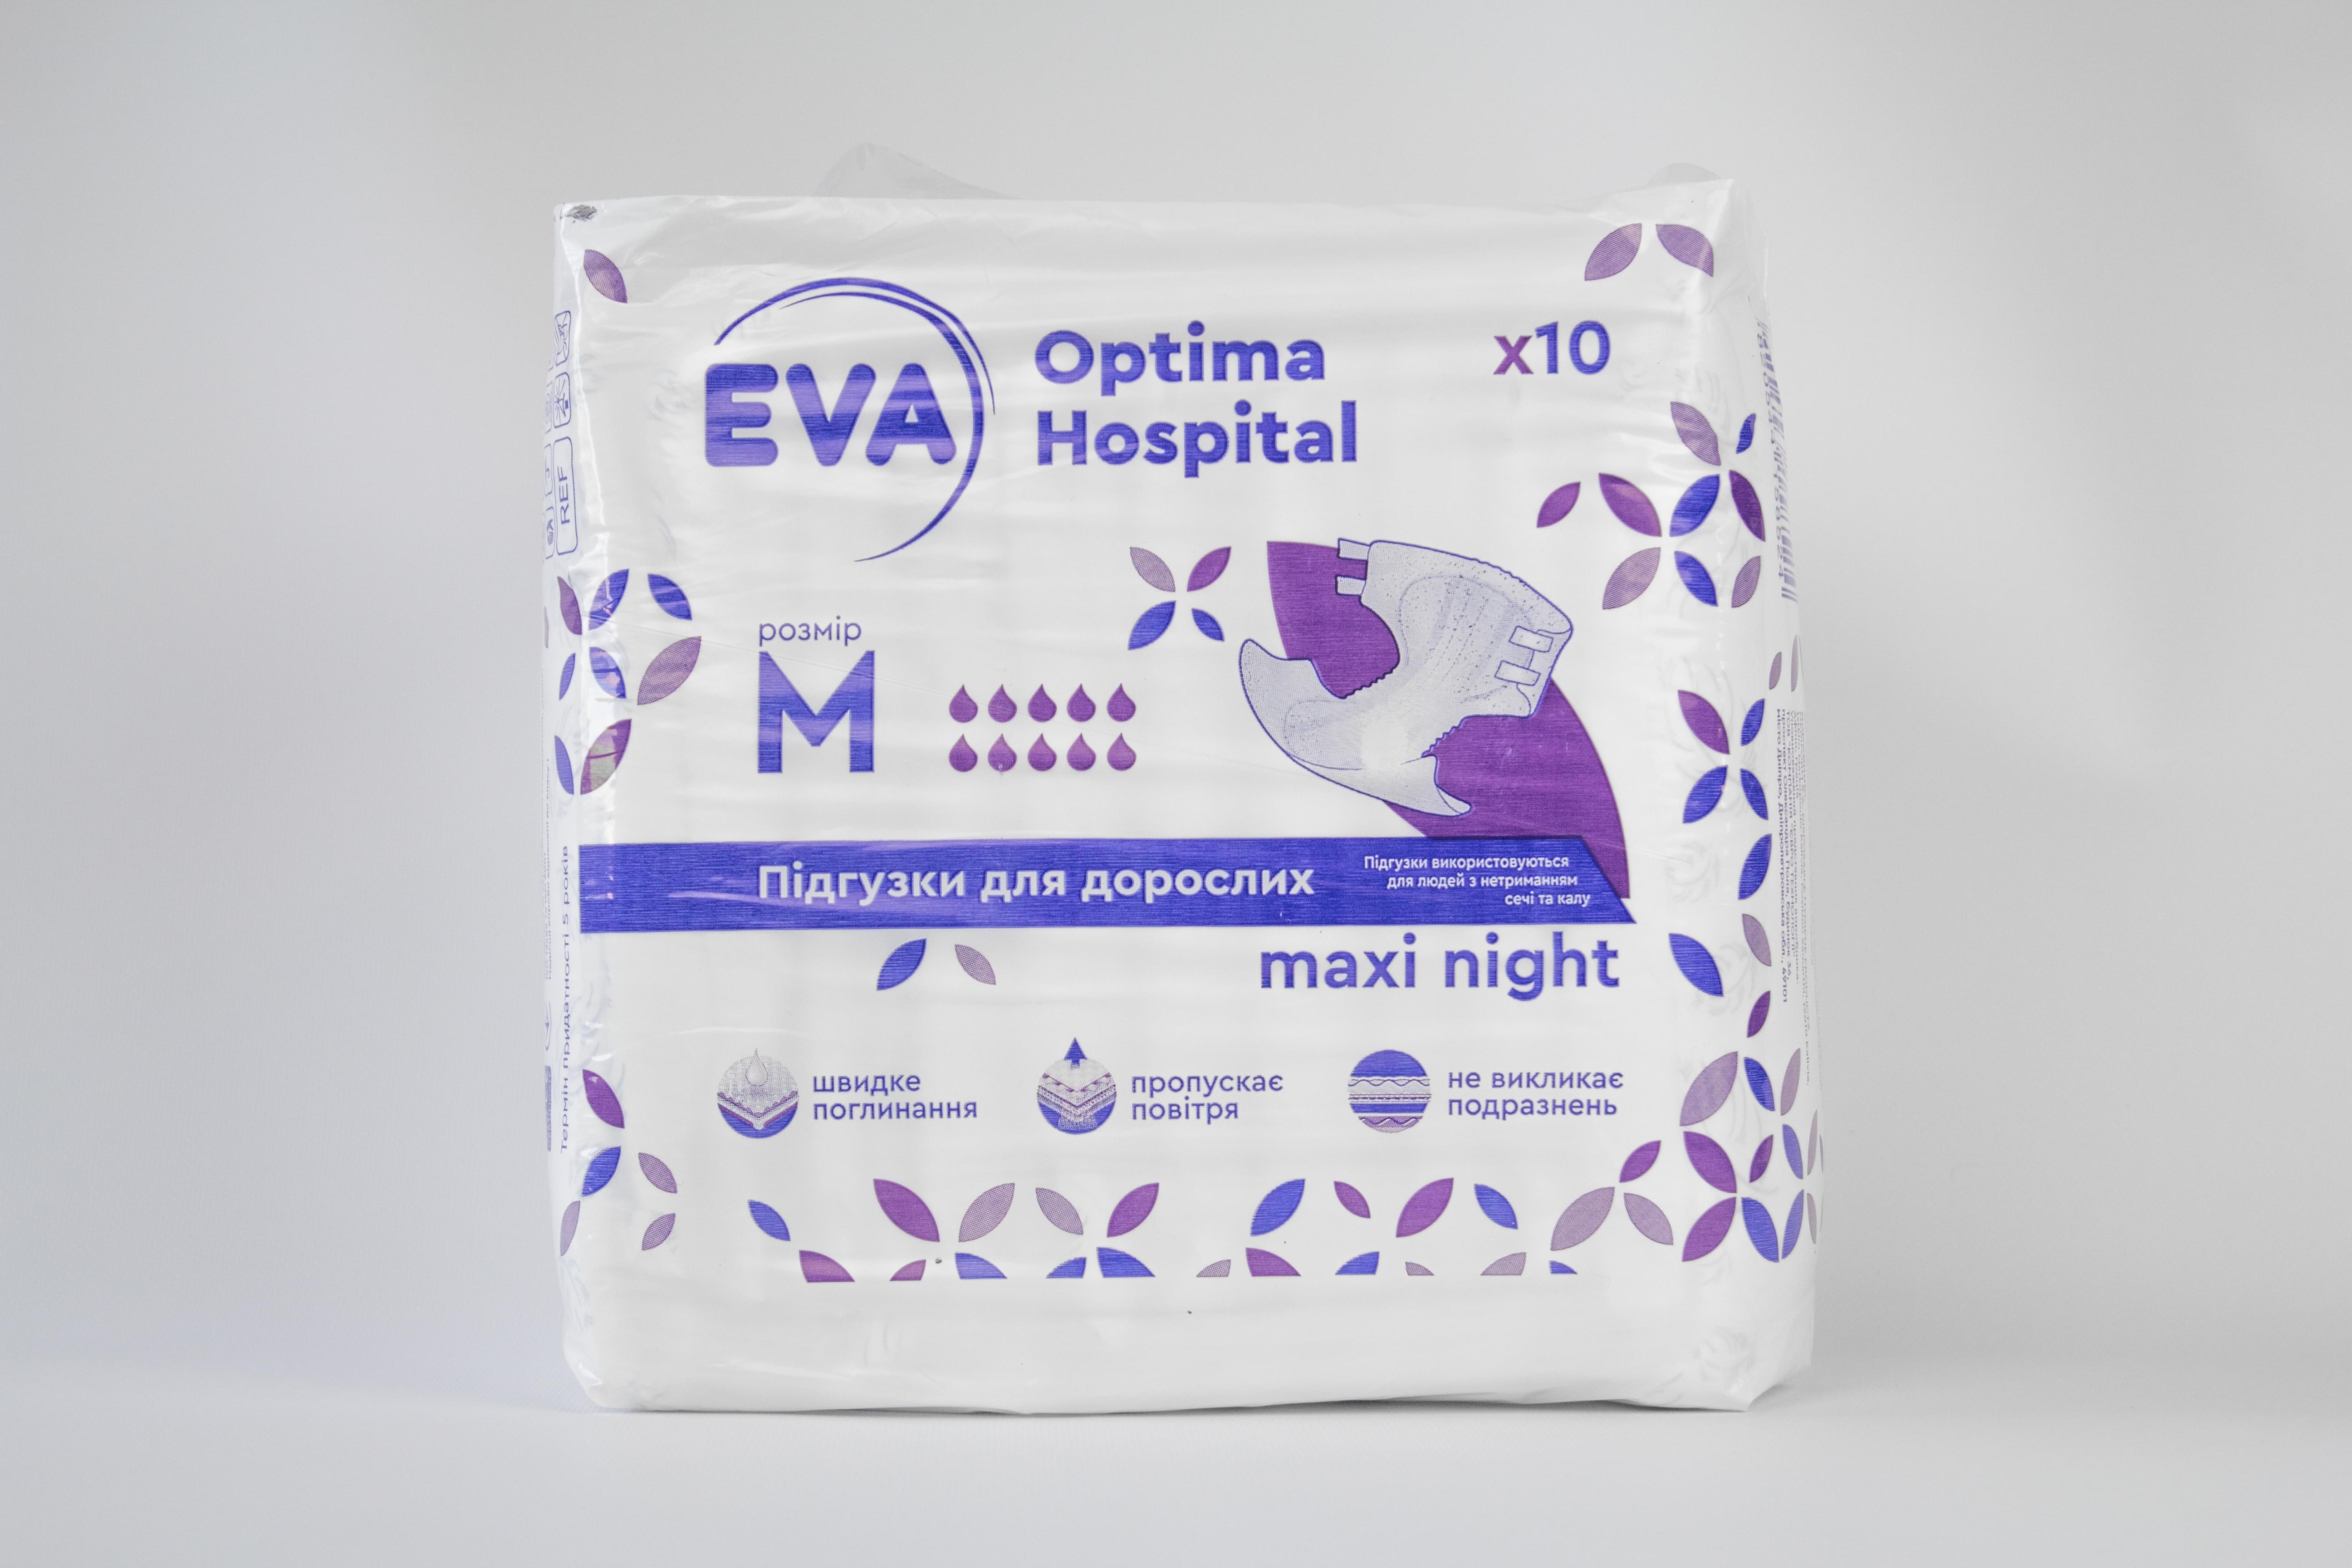 EVA
Optima
Hospital
x10
розмір
M
Підгузки для дорослих
Підгузки використовуються
для людей з нетриманням
сечі та калу
maxi night
швидке
поглинання
пропускає
повітря
не викликає
подразнень
REF
Термін придатності 5 років